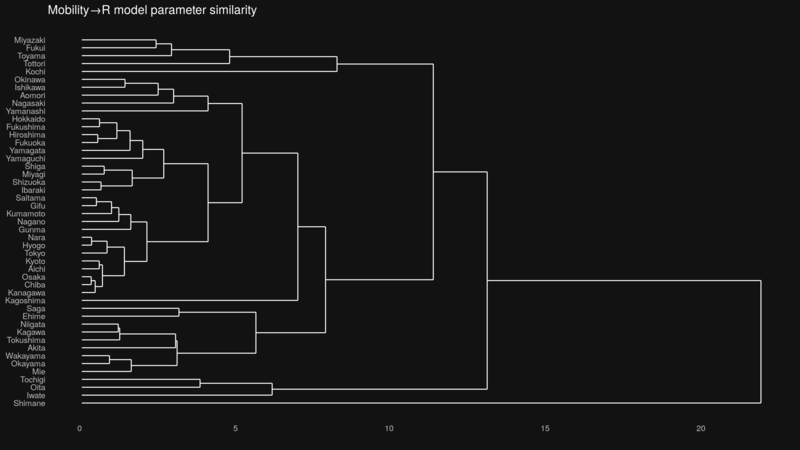 Mobility→R model parameter similarity
Miyazaki
Fukui
Toyama
Tottori
Kochi
Okinawa
Ishikawa
Aomori
Nagasaki
Yamanashi
Hokkaido
Fukushima
Hiroshima
Fukuoka
Yamagata
Yamaguchi
Shiga
Miyagi
Shizuoka
Ibaraki
Saitama
Gifu
Kumamoto
Nagano
Gunma
Nara
Hyogo
Tokyo
Kyoto
Aichi
Osaka
Chiba
Kanagawa
Kagoshima
Saga
Ehime
Niigata
Kagawa
Tokushima
Akita
Wakayama
Okayama
Mie
Tochigi
Oita
Iwate
Shimane
0 5 10 15 20